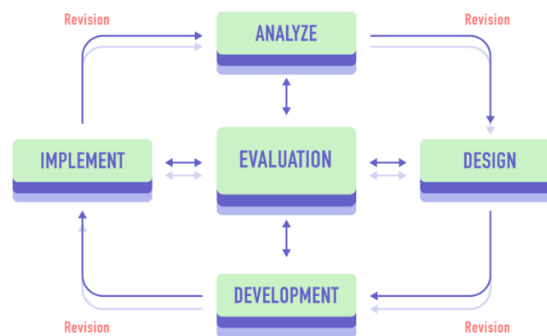 Revision
Revision
ANALYZE
IMPLEMENT
EVALUATION
DESIGN
DEVELOPMENT
Revision
Revision